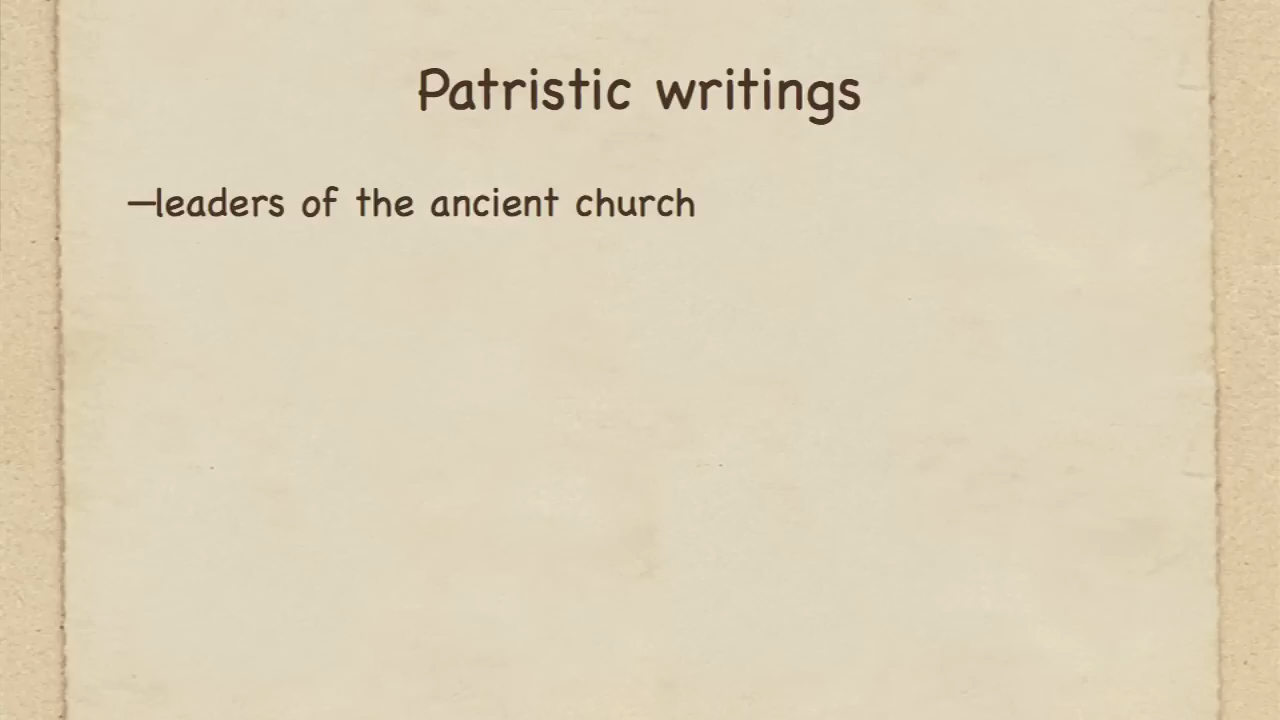 Patristic writings
—leaders of the ancient church